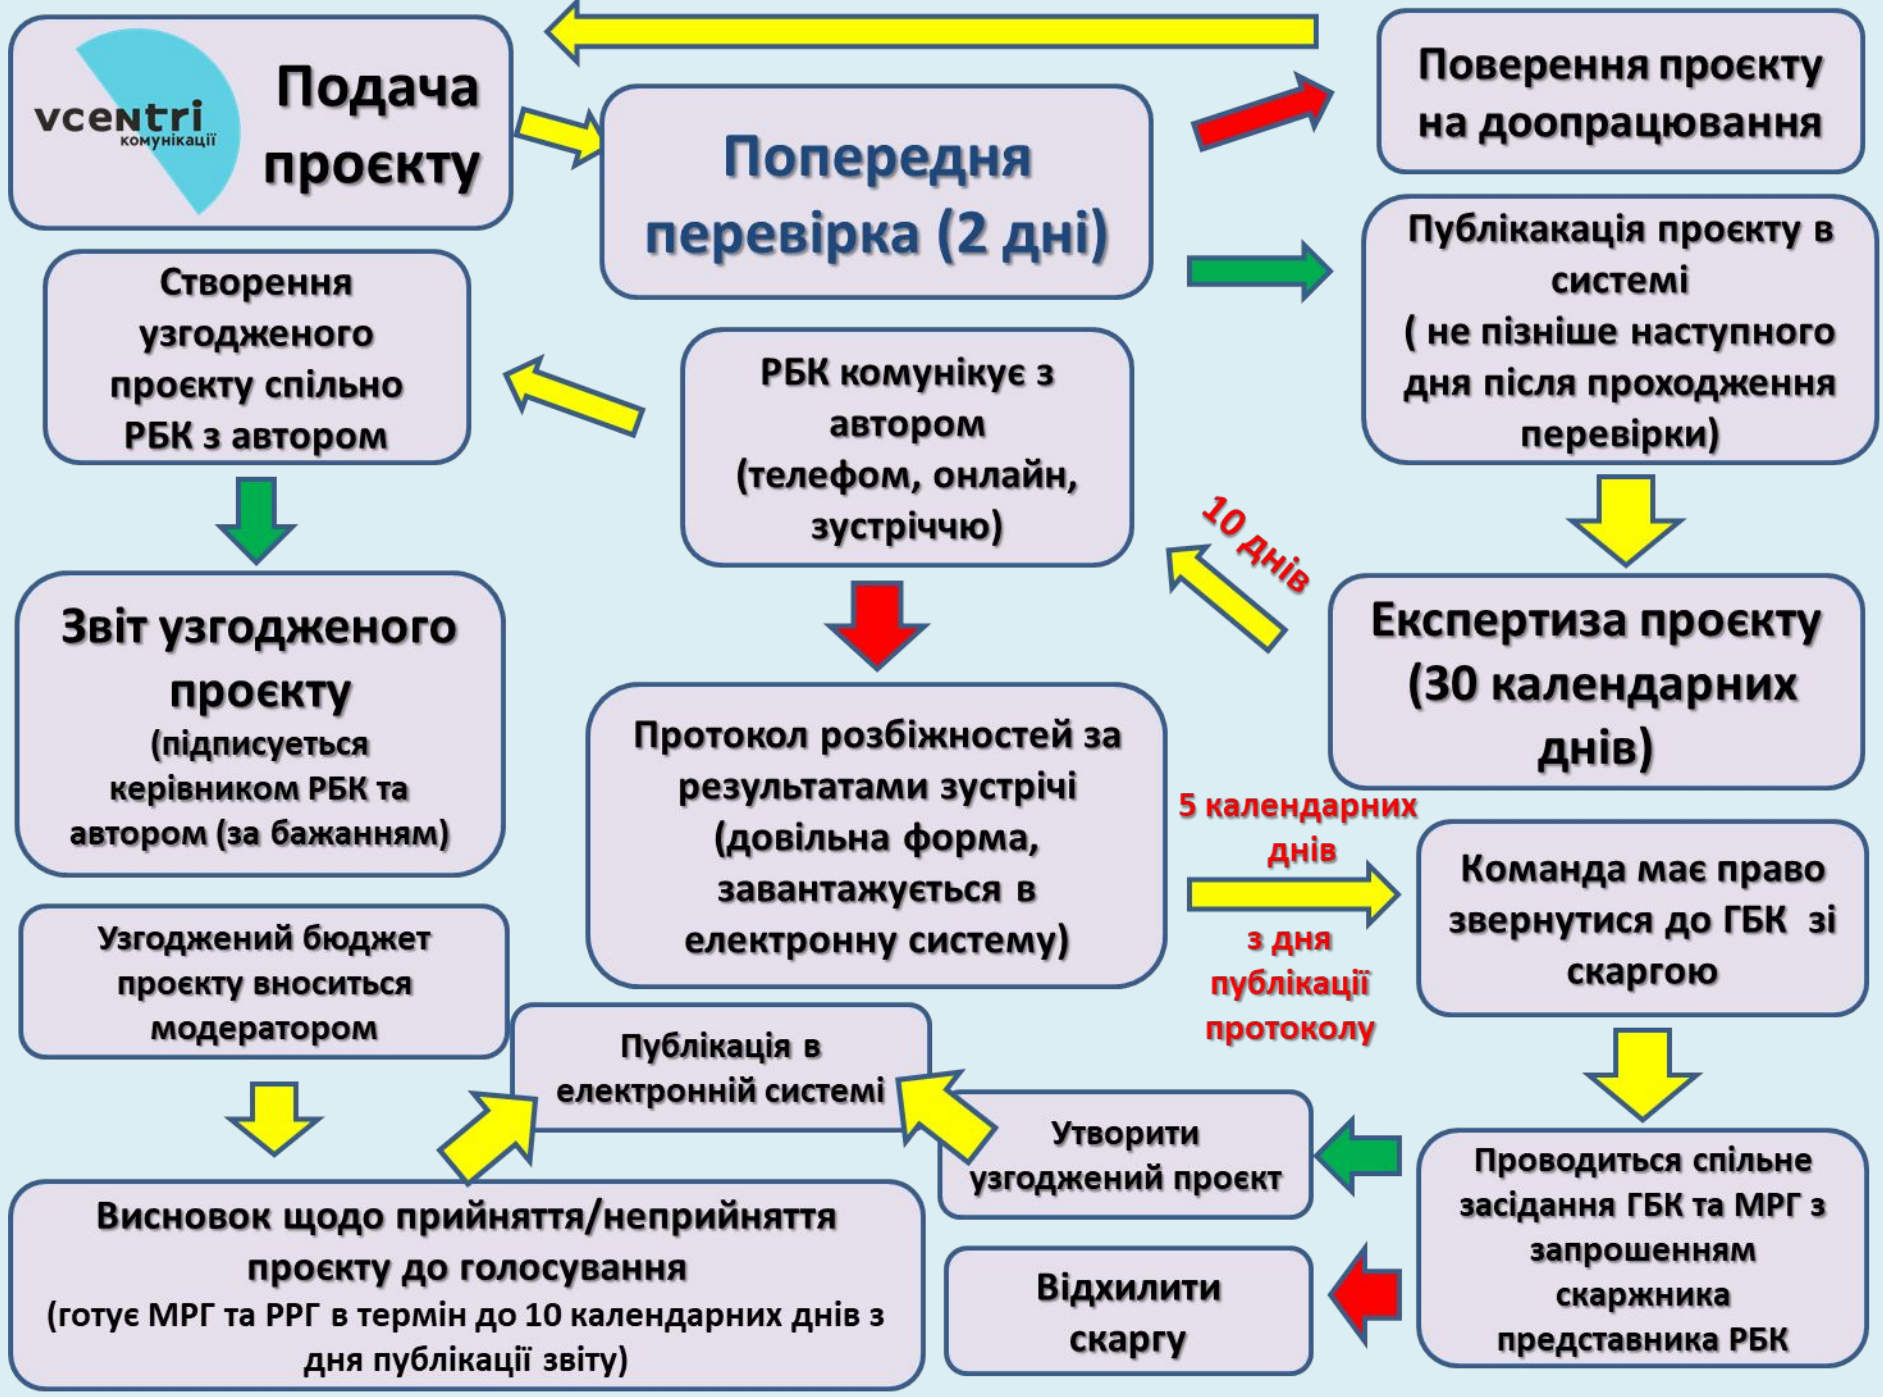 vcentri
комунікації
Подача
проєкту
Попередня
перевірка (2 дні)
Поверення проєкту
на доопрацювання
Публікакація проєкту в
системі
( не пізніше наступного
дня після проходження
перевірки)
Створення
узгодженого
проєкту спільно
РБК з автором
РБК комунікує з
автором
(телефом, онлайн,
зустріччю)
10 днів
Експертиза проєкту
(30 календарних
днів)
Звіт узгодженого
проєкту
(підписуеться
керівником РБК та
автором (за бажанням)
Протокол розбіжностей за
результатами зустрічі
(довільна форма,
завантажується в
електронну систему)
5 календарних
днів
з дня
публікації
протоколу
Команда має право
звернутися до ГБК зі
скаргою
Узгоджений бюджет
проєкту вноситься
модератором
Публікація в
електронній системі
Утворити
узгоджений проєкт
Проводиться спільне
засідання ГБК та МРГ з
запрошенням
скаржника
представника РБК
Висновок щодо прийняття/неприйняття
проєкту до голосування
(готує МРГ та РРГ в термін до 10 календарних днів з
дня публікації звіту)
Відхилити
скаргу